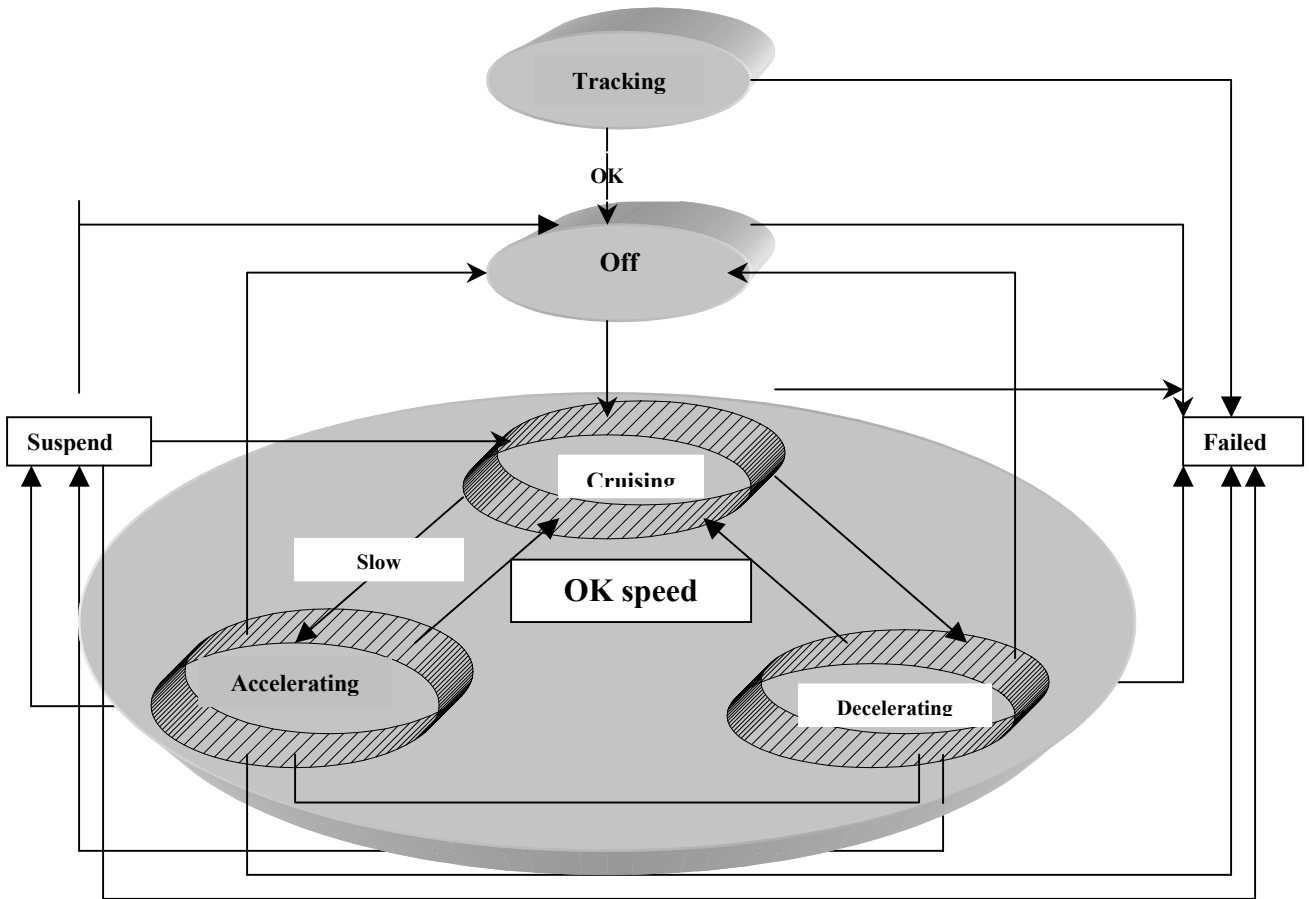 Tracking
OK
Off
Suspend
Failed
Cruising
Slow
OK speed
Accelerating
Decelerating